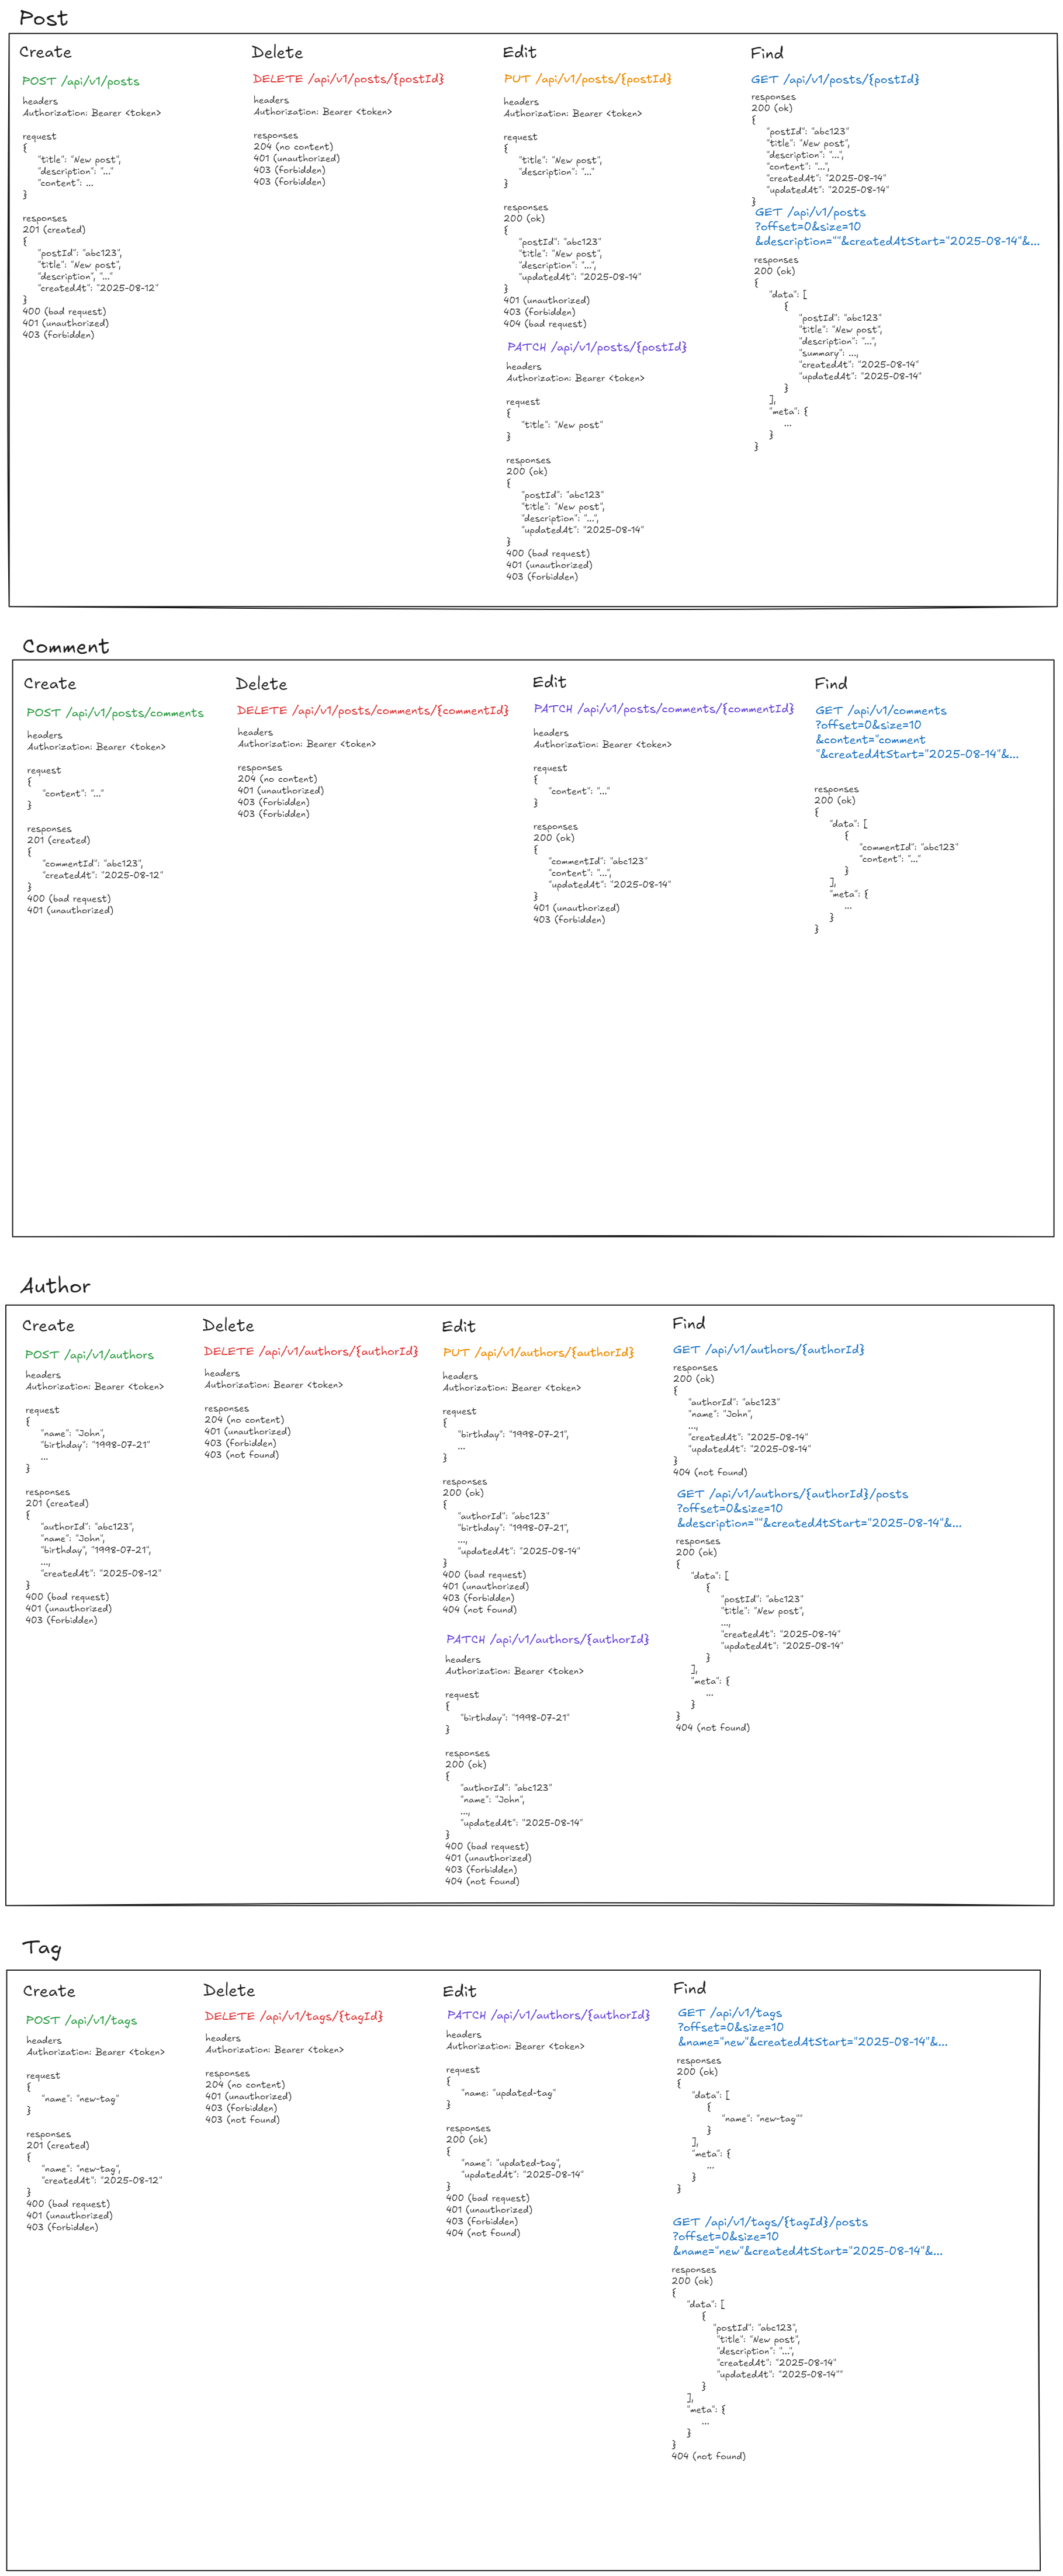 Post
Create
POST /api/v1/posts
headers
Authorization: Bearer <token>
request
{
"title": "New post",
"description": "..."
"content": ...
}
responses
201 (created)
{
"postId": "abc123",
"title": "New post",
"description", "..."
"createdAt": "2025-08-12"
}
400 (bad request)
401 (unauthorized)
403 (forbidden)
Delete
DELETE /api/v1/posts/{postId}
headers
Authorization: Bearer <token>
responses
204 (no content)
401 (unauthorized)
403 (forbidden)
403 (forbidden)
Edit
PUT /api/v1/posts/{postId}
headers
Authorization: Bearer <token>
request
{
"title": "New post",
"description": "..."
}
responses
200 (ok)
{
"postId": "abc123"
"title": "New post",
"description": "...",
"updatedAt": "2025-08-14"
}
401 (unauthorized)
403 (forbidden)
404 (bad request)
PATCH /api/v1/posts/{postId}
headers
Authorization: Bearer <token>
request
{
"title": "New post"
}
responses
200 (ok)
{
"postId": "abc123"
"title": "New post",
"description": "...",
"updatedAt": "2025-08-14"
}
400 (bad request)
401 (unauthorized)
403 (forbidden)
Find
GET /api/v1/posts/{postId}
responses
200 (ok)
{
"postId": "abc123"
"title": "New post",
"description": "...",
"content": "...",
"createdAt": "2025-08-14"
"updatedAt": "2025-08-14"
}
GET /api/v1/posts
?offset=0&size=10
&description=""&createdAtStart="2025-08-14"&...
responses
200 (ok)
{
"data": [
{
"postId": "abc123"
"title": "New post",
"description": "...",
"summary": ...,
"createdAt": "2025-08-14"
"updatedAt": "2025-08-14"
}
],
"meta": {
...
}
}
Comment
Create
POST /api/v1/posts/comments
headers
Authorization: Bearer <token>
request
{
"content": "..."
}
responses
201 (created)
{
"commentId": "abc123",
"createdAt": "2025-08-12"
}
400 (bad request)
401 (unauthorized)
Delete
DELETE /api/v1/posts/comments/{commentId}
headers
Authorization: Bearer <token>
responses
204 (no content)
401 (unauthorized)
403 (forbidden)
403 (forbidden)
Edit
PATCH /api/v1/posts/comments/{commentId}
headers
Authorization: Bearer <token>
request
{
"content": "..."
}
responses
200 (ok)
{
"commentId": "abc123"
"content": "...",
"updatedAt": "2025-08-14"
}
401 (unauthorized)
403 (forbidden)
Find
GET /api/v1/comments
?offset=0&size=10
&content="comment
"&createdAtStart="2025-08-14"&...
responses
200 (ok)
{
"data": [
{
"commentId": "abc123"
"content": "..."
}
],
"meta": {
...
}
}
Author
Create
POST /api/v1/authors
headers
Authorization: Bearer <token>
request
{
"name": "John",
"birthday": "1998-07-21"
...
}
responses
201 (created)
{
"authorId": "abc123",
"name": "John",
"birthday", "1998-07-21",
...,
"createdAt": "2025-08-12"
}
400 (bad request)
401 (unauthorized)
403 (forbidden)
Delete
DELETE /api/v1/authors/{authorId}
headers
Authorization: Bearer <token>
responses
204 (no content)
401 (unauthorized)
403 (forbidden)
403 (not found)
Edit
PUT /api/v1/authors/{authorId}
headers
Authorization: Bearer <token>
request
{
"birthday": "1998-07-21",
...
}
responses
200 (ok)
{
"authorId": "abc123"
"birthday": "1998-07-21",
...,
"updatedAt": "2025-08-14"
}
400 (bad request)
401 (unauthorized)
403 (forbidden)
404 (not found)
PATCH /api/v1/authors/{authorId}
headers
Authorization: Bearer <token>
request
{
"birthday": "1998-07-21"
}
responses
200 (ok)
{
"authorId": "abc123"
"name": "John",
...,
"updatedAt": "2025-08-14"
}
400 (bad request)
401 (unauthorized)
403 (forbidden)
404 (not found)
Find
GET /api/v1/authors/{authorId}
responses
200 (ok)
{
"authorId": "abc123"
"name": "John",
...,
"createdAt": "2025-08-14"
"updatedAt": "2025-08-14"
}
404 (not found)
GET /api/v1/authors/{authorId}/posts
?offset=0&size=10
&description=""&createdAtStart="2025-08-14"&...
responses
200 (ok)
{
"data": [
{
"postId": "abc123"
"title": "New post",
...,
"createdAt": "2025-08-14"
"updatedAt": "2025-08-14"
}
],
"meta": {
...
}
}
404 (not found)
Tag
Create
POST /api/v1/tags
headers
Authorization: Bearer <token>
request
{
"name": "new-tag"
}
responses
201 (created)
{
"name": "new-tag",
"createdAt": "2025-08-12"
}
400 (bad request)
401 (unauthorized)
403 (forbidden)
Delete
DELETE /api/v1/tags/{tagId}
headers
Authorization: Bearer <token>
responses
204 (no content)
401 (unauthorized)
403 (forbidden)
403 (not found)
Edit
PATCH /api/v1/authors/{authorId}
headers
Authorization: Bearer <token>
request
{
"name: "updated-tag"
}
responses
200 (ok)
{
"name": "updated-tag",
"updatedAt": "2025-08-14"
}
400 (bad request)
401 (unauthorized)
403 (forbidden)
404 (not found)
Find
GET /api/v1/tags
?offset=0&size=10
&name="new"&createdAtStart="2025-08-14"&...
responses
200 (ok)
{
"data": [
{
"name": "new-tag""
}
],
"meta": {
...
}
}
GET /api/v1/tags/{tagId}/posts
?offset=0&size=10
&name="new"&createdAtStart="2025-08-14"&...
responses
200 (ok)
{
"data": [
{
"postId": "abc123",
"title": "New post",
"description": "...",
"createdAt": "2025-08-14"
"updatedAt": "2025-08-14""
}
],
"meta": {
...
}
}
404 (not found)